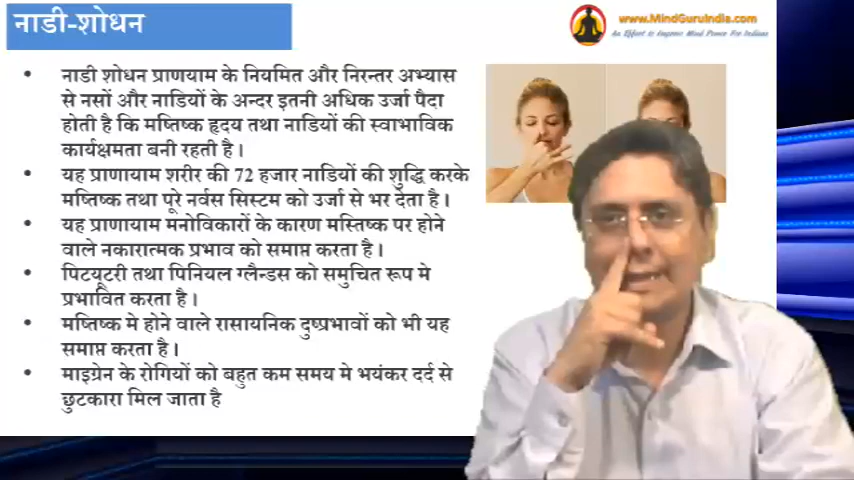 नाडी-शोधन
www.MindGuruIndia.com
An Effort to Improve Mind Power For Indians
• नाडी शोधन प्राणयाम के नियमित और निरन्तर अभ्यास
से नसों और नाडियों के अन्दर इतनी अधिक उर्जा पैदा
होती है कि मष्तिष्क हृदय तथा नाडियों की स्वाभाविक
कार्यक्षमता बनी रहती है।
• यह प्राणायाम शरीर की 72 हजार नाडियों की शुद्धि करके
मष्तिष्क तथा पूरे नर्वस सिस्टम को उर्जा से भर देता है।
• यह प्राणायाम मनोविकारों के कारण मस्तिष्क पर होने
वाले नकारात्मक प्रभाव को समाप्त करता है।
• पिटयूटरी तथा पिनियल ग्लैन्डस को समुचित रूप मे
प्रभावित करता है।
• मष्तिष्क मे होने वाले रासायनिक दुष्प्रभावों को भी यह
समाप्त करता है।
• माइग्रेन के रोगियों को बहुत कम समय मे भयंकर दर्द से
छुटकारा मिल जाता है